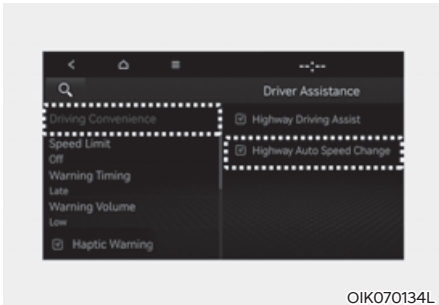 --:--
Driver Assistance
Driving Convenience
Highway Driving Assist
Speed Limit
Off
Highway Auto Speed Change
Warning Timing
Late
Warning Volume
Low
Haptic Warning
OIK070134L